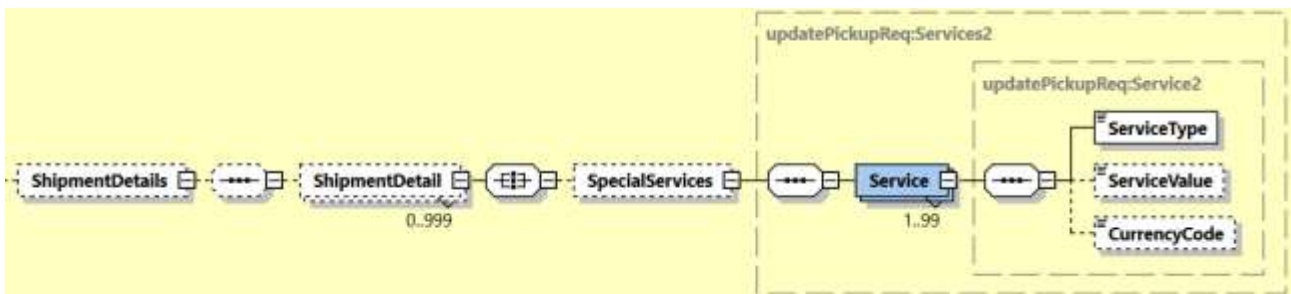 updatePickupReq:Services2
updatePickupReq:Service2
ServiceType
ShipmentDetails
ShipmentDetail
SpecialServices
Service
ServiceValue
0..999
1..99
CurrencyCode